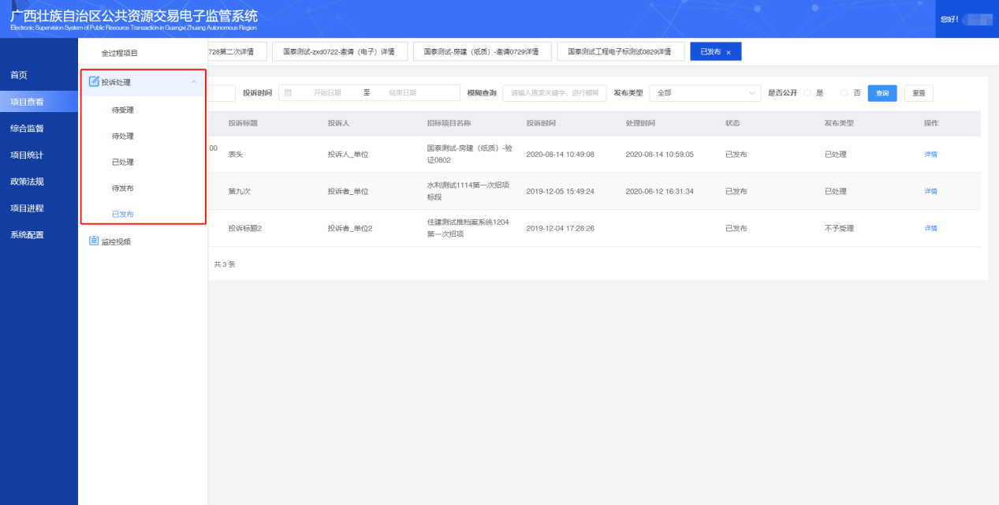 广西壮族自治区公共资源交易电子监管系统
Electronic Supervision System of Public Resource Transaction in Guangxi Zhuang Autonomous Region
您好!
首页
项目查看
综合监督
项目统计
政策法规
项目进程
系统配置
全过程项目
投诉处理
待受理
待处理
已处理
待发布
已发布
监控视频
728第二次详情
国泰测试-zxd0722-邀请（电子）详情
国泰测试-房建（纸质）-邀请0729详情
国泰测试工程电子标测试0829详情
已发布 ×
投诉时间 开始日期 至 结束日期 模糊查询 请输入搜素关键字，进行模糊 发布类型 全部 是否公开 是 否 查询 重置
投诉标题 投诉人 招标项目名称 投诉时间 处理时间 状态 发布类型 操作
00 表头 投诉人_单位 国泰测试-房建（纸质）-验 2020-08-14 10:49:08 2020-08-14 10:59:05 已发布 已处理 详情
证0802
第九次 投诉者_单位 水利测试1114第一次招项 2019-12-05 15:49:24 2020-06-12 16:31:34 已发布 已处理 详情
标段
投诉标题2 投诉者_单位2 住建测试推档案系统1204 2019-12-04 17:28:26 已发布 不予受理 详情
第一次招项
共 3 条